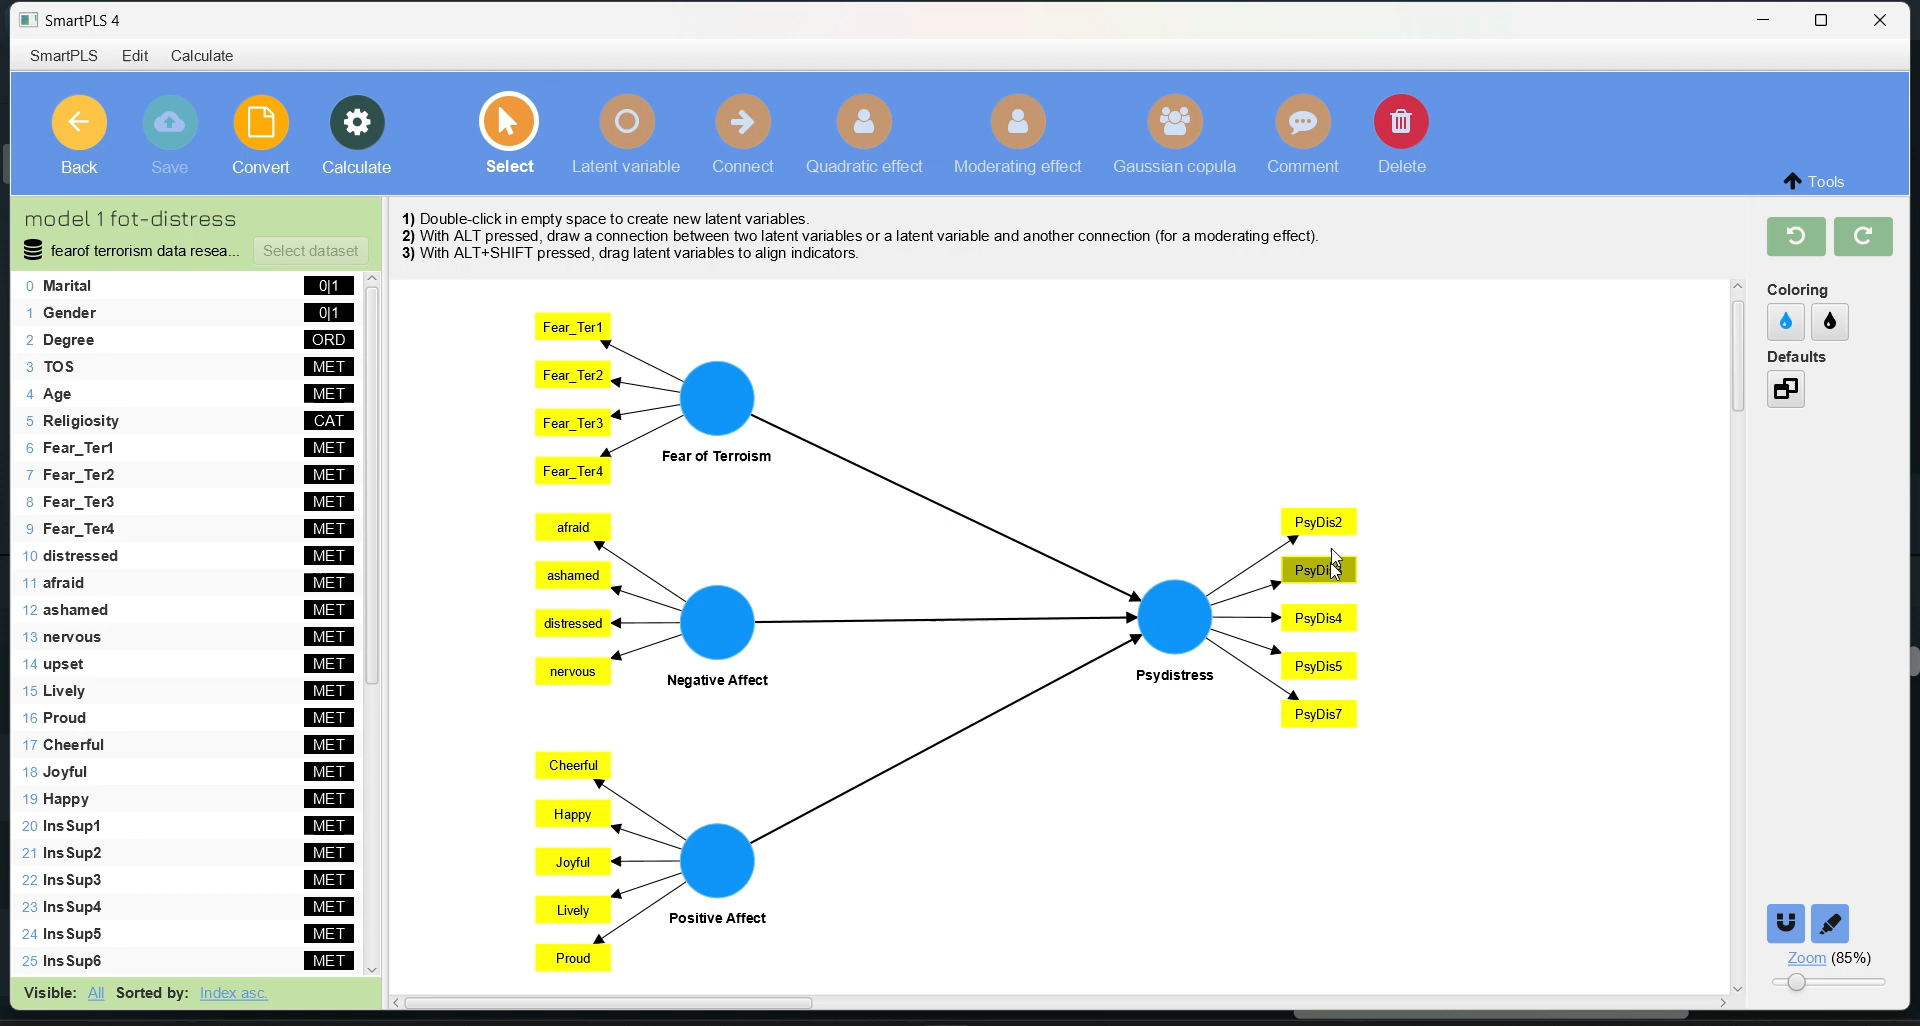 SmartPLS 4
SmartPLS Edit Calculate
Back Save Convert Calculate Select Latent variable Connect Quadratic effect Moderating effect Gaussian copula Comment Delete
Tools
model 1 fot-distress
fearof terrorism data resea... Select dataset
0 Marital 0|1
1 Gender 0|1
2 Degree ORD
3 TOS MET
4 Age MET
5 Religiosity CAT
6 Fear_Ter1 MET
7 Fear_Ter2 MET
8 Fear_Ter3 MET
9 Fear_Ter4 MET
10 distressed MET
11 afraid MET
12 ashamed MET
13 nervous MET
14 upset MET
15 Lively MET
16 Proud MET
17 Cheerful MET
18 Joyful MET
19 Happy MET
20 Ins Sup1 MET
21 Ins Sup2 MET
22 Ins Sup3 MET
23 Ins Sup4 MET
24 Ins Sup5 MET
25 Ins Sup6 MET
Visible: All Sorted by: Index asc.
1) Double-click in empty space to create new latent variables.
2) With ALT pressed, draw a connection between two latent variables or a latent variable and another connection (for a moderating effect).
3) With ALT+SHIFT pressed, drag latent variables to align indicators.
Fear_Ter1
Fear_Ter2
Fear_Ter3
Fear_Ter4
Fear of Terroism
afraid
ashamed
distressed
nervous
Negative Affect
Cheerful
Happy
Joyful
Lively
Proud
Positive Affect
Psydistress
PsyDis2
PsyDis4
PsyDis5
PsyDis7
Coloring
Defaults
Zoom (85%)